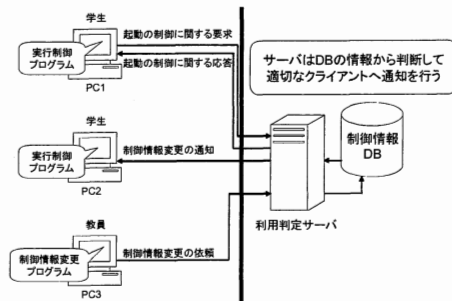 学生
実行制御
プログラム
PC1
起動の制御に関する要求
起動の制御に関する応答
サーバはDBの情報から判断して
適切なクライアントへ通知を行う
学生
実行制御
プログラム
PC2
制御情報変更の通知
制御情報
DB
利用判定サーバ
教員
制御情報変更
プログラム
PC3
制御情報変更の依頼